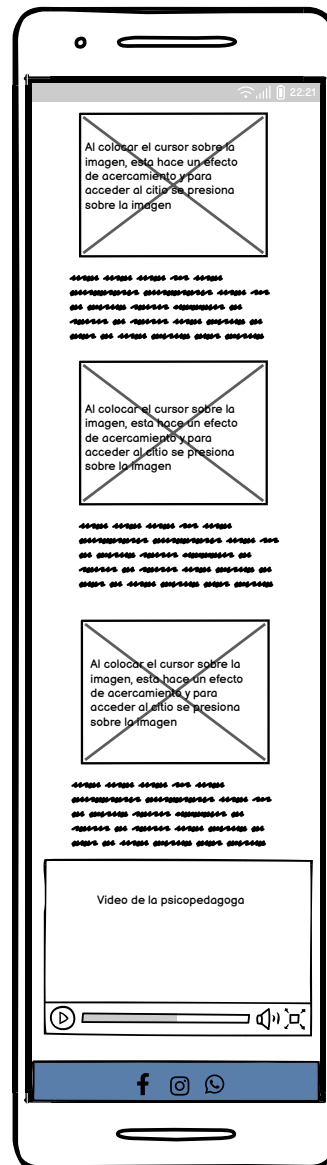 22:21
Al colocar el cursor sobre la
imagen, esta hace un efecto
de acercamiento y para
acceder al citio se presiona
sobre la imagen
Al colocar el cursor sobre la
imagen, esta hace un efecto
de acercamiento y para
acceder al citio se presiona
sobre la imagen
Al colocar el cursor sobre la
imagen, esta hace un efecto
de acercamiento y para
acceder al citio se presiona
sobre la imagen
Video de la psicopedagoga